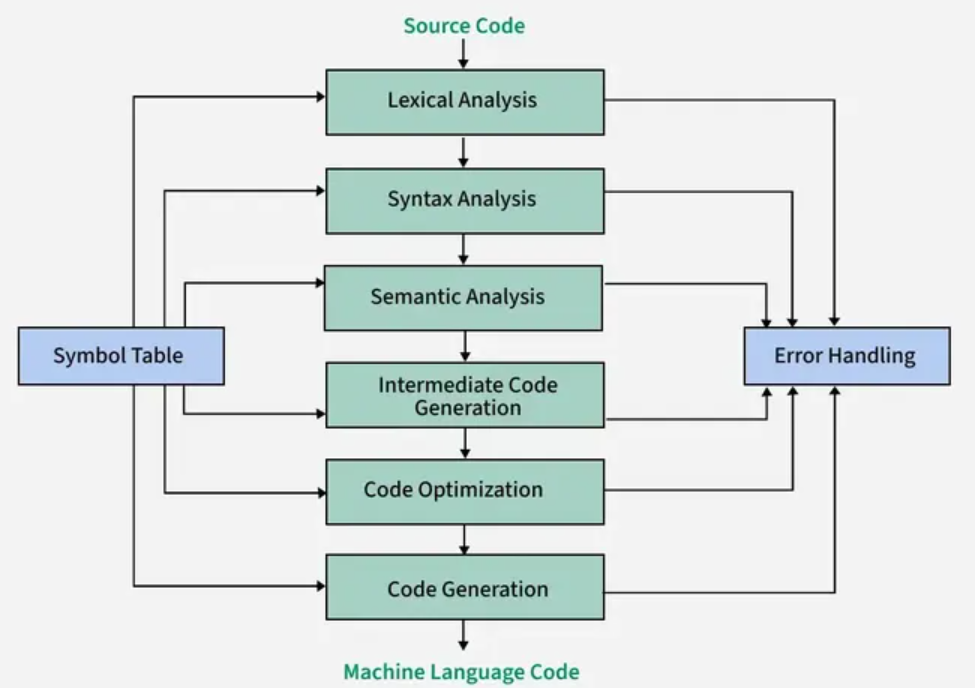 Source Code
Lexical Analysis
Syntax Analysis
Semantic Analysis
Symbol Table
Error Handling
Intermediate Code
Generation
Code Optimization
Code Generation
Machine Language Code